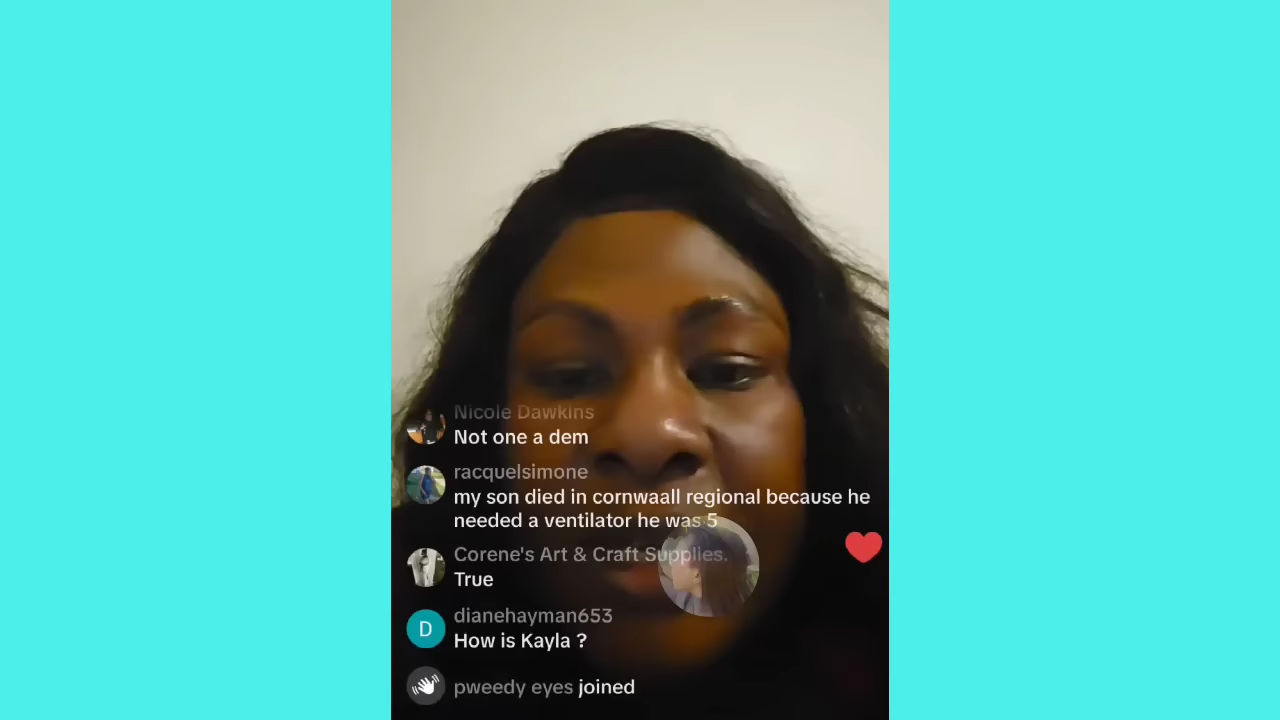 Nicole Dawkins
Not one a dem
racquelsimone
my son died in cornwaall regional because he
needed a ventilator he was 5
Corene's Art & Craft Supplies.
True
D
dianehayman653
How is Kayla ?
pweedy eyes joined